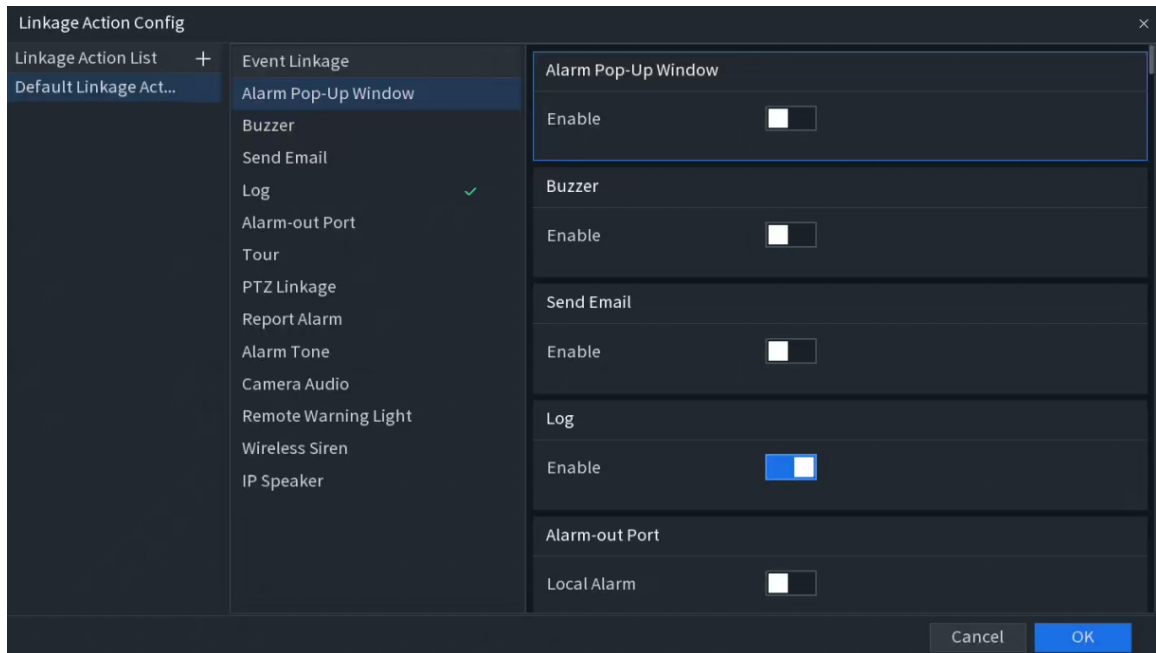 Linkage Action Config
Linkage Action List
Default Linkage Act...
Event Linkage
Alarm Pop-Up Window
Buzzer
Send Email
Log
Alarm-out Port
Tour
PTZ Linkage
Report Alarm
Alarm Tone
Camera Audio
Remote Warning Light
Wireless Siren
IP Speaker
Alarm Pop-Up Window
Enable
Buzzer
Enable
Send Email
Enable
Log
Enable
Alarm-out Port
Local Alarm
Cancel
OK